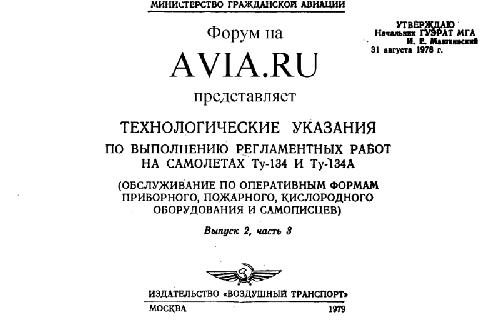 МИНИСТЕРСТВО ГРАЖДАНСКОЙ АВИАЦИИ
УТВЕРЖДАЮ
Начальник ГУЭРАТ МГА
31 августа 1978 г.
Форум на
AVIA.RU
представляет
ТЕХНОЛОГИЧЕСКИЕ УКАЗАНИЯ
ПО ВЫПОЛНЕНИЮ РЕГЛАМЕНТНЫХ РАБОТ
НА САМОЛЕТАХ Ту-134 И Ту-134А
(ОБСЛУЖИВАНИЕ ПО ОПЕРАТИВНЫМ ФОРМАМ
ПРИБОРНОГО, ПОЖАРНОГО, КИСЛОРОДНОГО
ОБОРУДОВАНИЯ И САМОПИСЦЕВ)
Выпуск 2, часть 3
ИЗДАТЕЛЬСТВО «ВОЗДУШНЫЙ ТРАНСПОРТ»
МОСКВА 1979